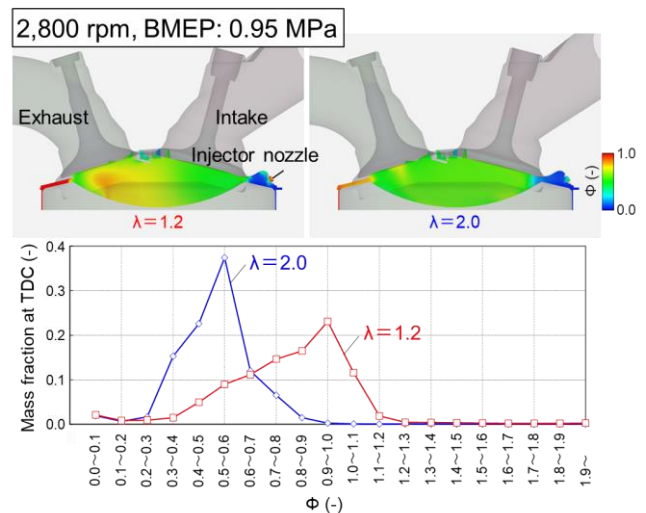 2,800 rpm, BMEP: 0.95 MPa
Exhaust
Intake
Injector nozzle
λ=1.2
λ=2.0
Φ (-)
1.0
0.0
Mass fraction at TDC (-)
0.4
0.3
0.2
0.1
0.0
λ=2.0
λ=1.2
0.0~0.1
0.1~0.2
0.2~0.3
0.3~0.4
0.4~0.5
0.5~0.6
0.6~0.7
0.7~0.8
0.8~0.9
0.9~1.0
1.0~1.1
1.1~1.2
1.2~1.3
1.3~1.4
1.4~1.5
1.5~1.6
1.6~1.7
1.7~1.8
1.8~1.9
1.9~
Φ (-)